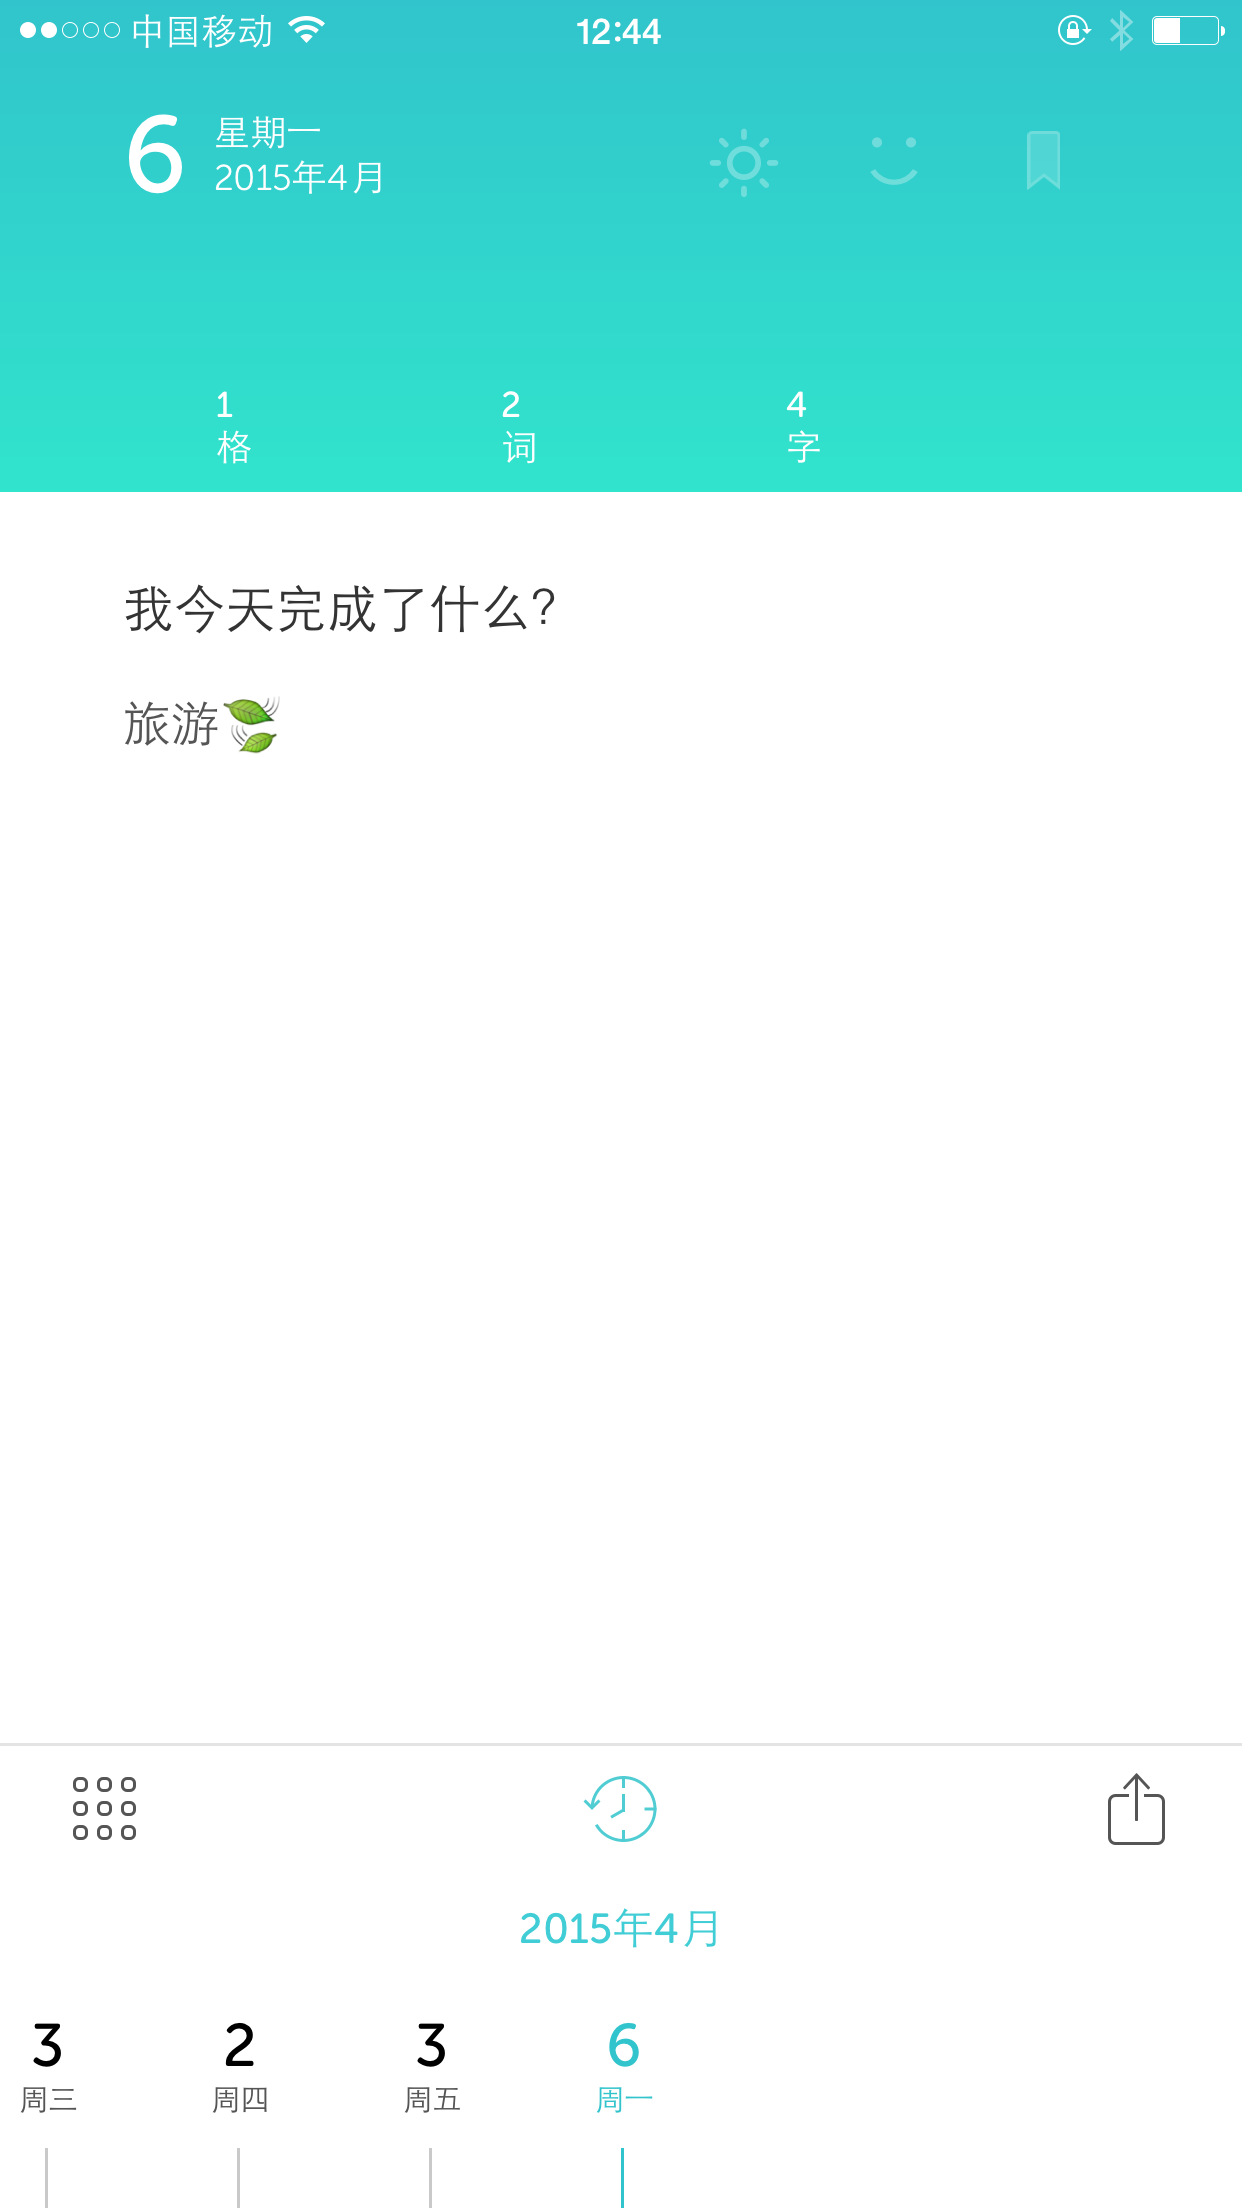 中国移动 12:44
6 星期一
2015年4月
1 2 4
格 词 字
我今天完成了什么?
旅游🍃
2015年4月
3 2 3 6
周三 周四 周五 周一